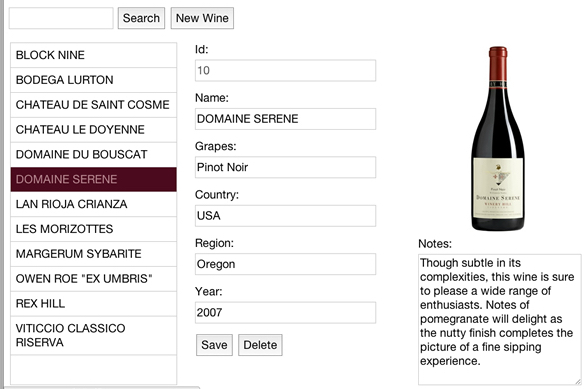 Search
New Wine
BLOCK NINE
BODEGA LURTON
CHATEAU DE SAINT COSME
CHATEAU LE DOYENNE
DOMAINE DU BOUSCAT
DOMAINE SERENE
LAN RIOJA CRIANZA
LES MORIZOTTES
MARGERUM SYBARITE
OWEN ROE "EX UMBRIS"
REX HILL
VITICCIO CLASSICO
RISERVA
Id:
10
Name:
DOMAINE SERENE
Grapes:
Pinot Noir
Country:
USA
Region:
Oregon
Year:
2007
Save
Delete
DOMAINE SERENE
Notes:
Though subtle in its
complexities, this wine is sure
to please a wide range of
enthusiasts. Notes of
pomegranate will delight as
the nutty finish completes the
picture of a fine sipping
experience.